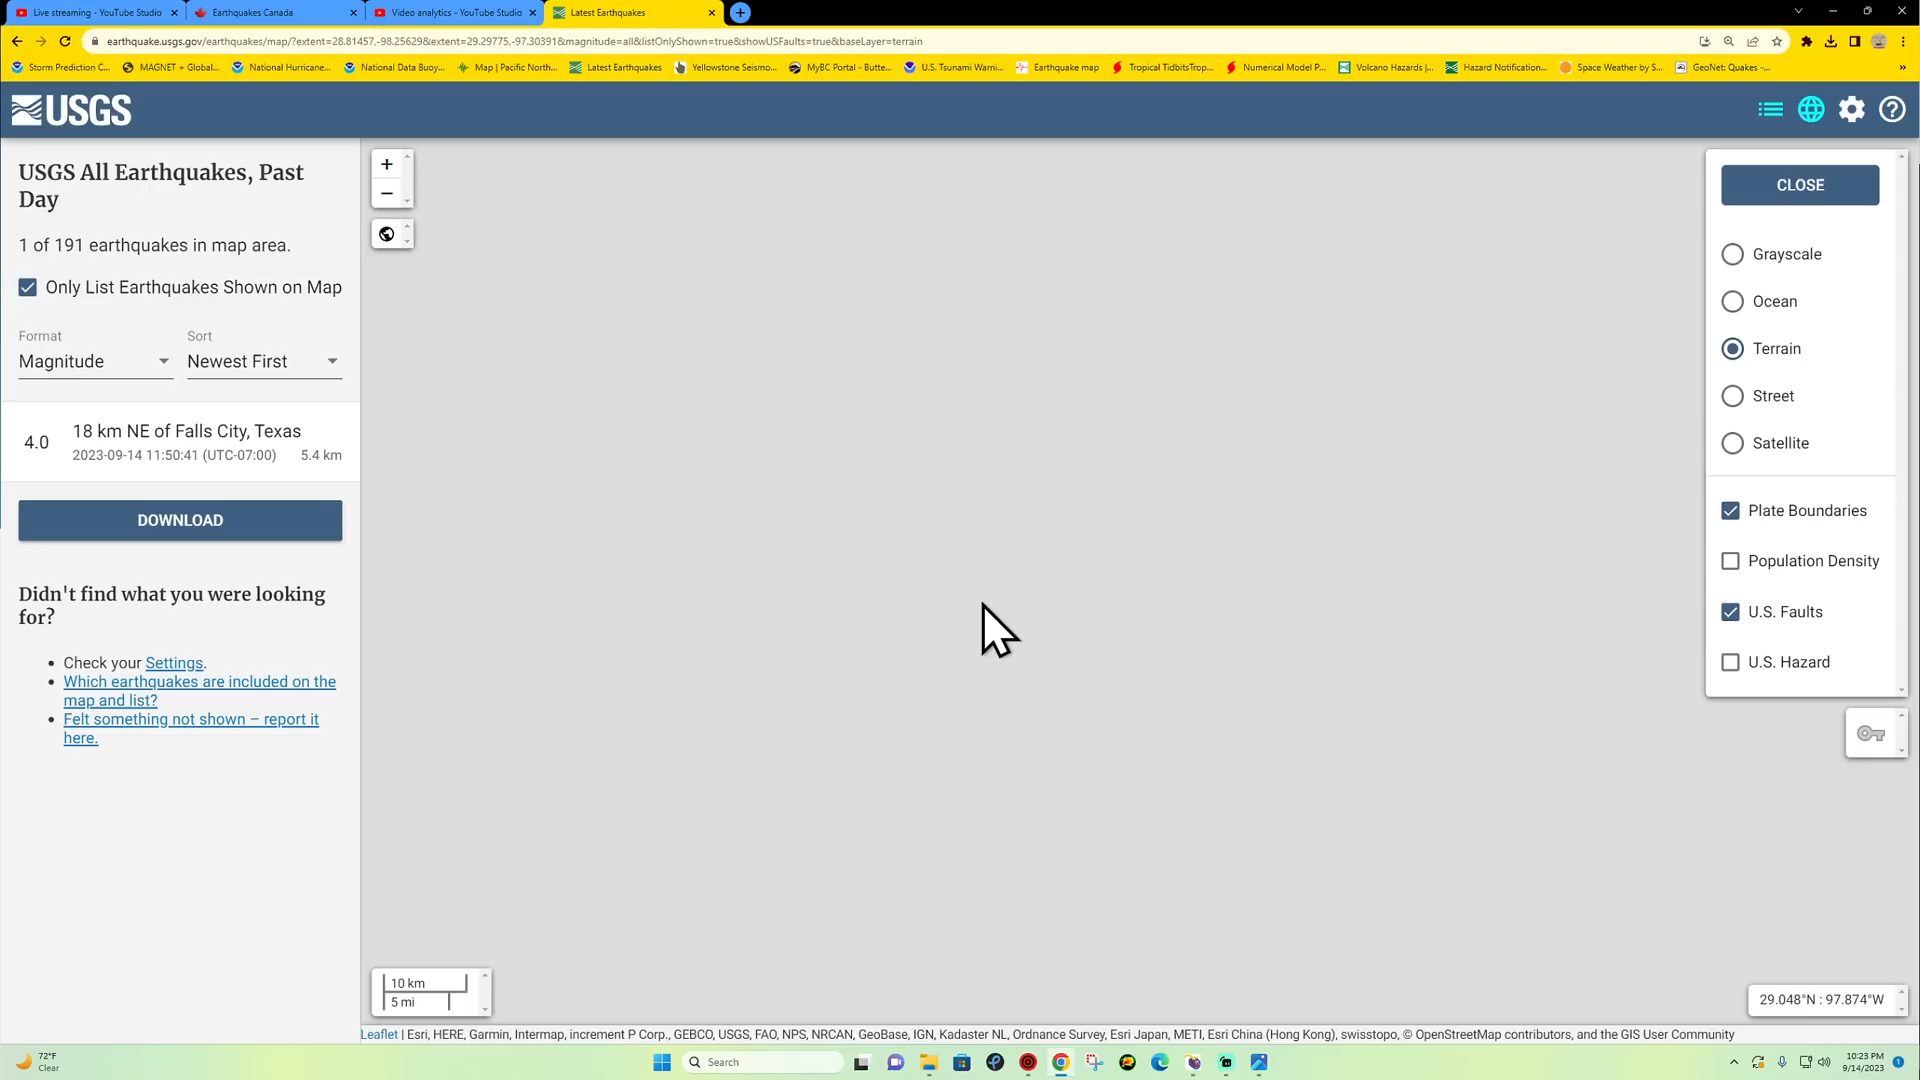 Live streaming - YouTube Studio
Earthquakes Canada
Video analytics - YouTube Studio
Latest Earthquakes
earthquake.usgs.gov/earthquakes/map/?extent=28.81457,-98.25629&extent=29.29775,-97.30391&magnitude=all&listOnlyShown=true&showUSFaults=true&baseLayer=terrain
Storm Prediction C...
MAGNET + Global...
National Hurricane...
National Data Buoy...
Map | Pacific North...
Latest Earthquakes
Yellowstone Seismo...
MyBC Portal - Butte...
U.S. Tsunami Warni...
Earthquake map
Tropical TidbitsTrop...
Numerical Model P...
Volcano Hazards |...
Hazard Notification...
Space Weather by S...
GeoNet: Quakes -...
»
USGS
USGS All Earthquakes, Past
Day
1 of 191 earthquakes in map area.
Only List Earthquakes Shown on Map
Format
Sort
Magnitude
Newest First
4.0
18 km NE of Falls City, Texas
2023-09-14 11:50:41 (UTC-07:00)
5.4 km
DOWNLOAD
Didn't find what you were looking
for?
Check your Settings.
Which earthquakes are included on the
map and list?
Felt something not shown – report it
here.
+
−
CLOSE
Grayscale
Ocean
Terrain
Street
Satellite
Plate Boundaries
Population Density
U.S. Faults
U.S. Hazard
10 km
5 mi
29.048°N : 97.874°W
Leaflet | Esri, HERE, Garmin, Intermap, increment P Corp., GEBCO, USGS, FAO, NPS, NRCAN, GeoBase, IGN, Kadaster NL, Ordnance Survey, Esri Japan, METI, Esri China (Hong Kong), swisstopo, © OpenStreetMap contributors, and the GIS User Community
72°F
Clear
Search
10:23 PM
9/14/2023
1